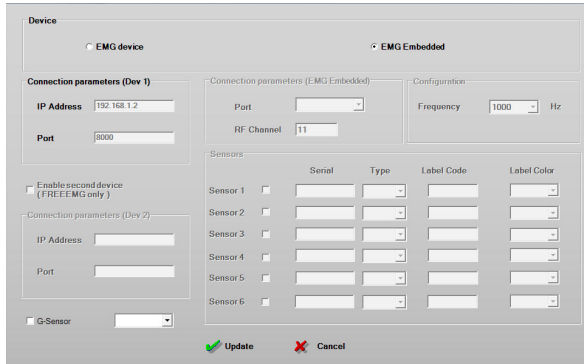 Device
EMG device
EMG Embedded
Connection parameters (Dev 1)
IP Address 192.168.1.2
Port 8000
Connection parameters (EMG Embedded)
Port
RF Channel 11
Configuration
Frequency 1000 Hz
Enable second device
( FREEEMG only )
Connection parameters (Dev 2)
IP Address
Port
G-Sensor
Sensors
Serial Type Label Code Label Color
Sensor 1
Sensor 2
Sensor 3
Sensor 4
Sensor 5
Sensor 6
Update Cancel